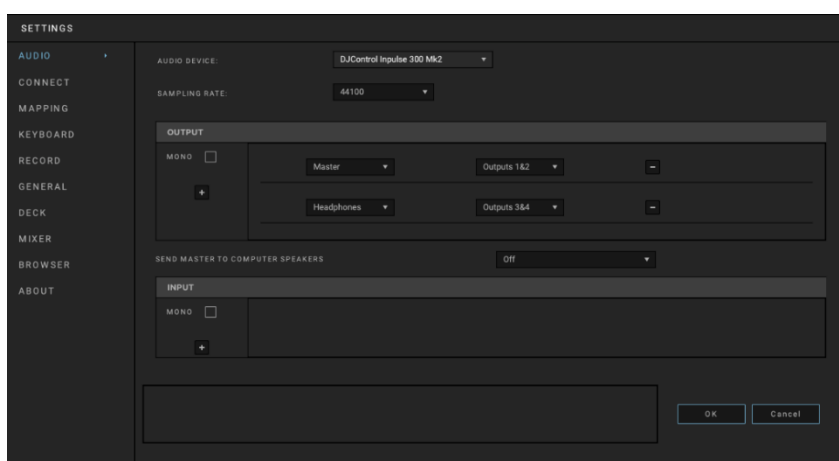 SETTINGS
AUDIO ›
CONNECT
MAPPING
KEYBOARD
RECORD
GENERAL
DECK
MIXER
BROWSER
ABOUT
AUDIO DEVICE: DJControl Inpulse 300 Mk2
SAMPLING RATE: 44100
OUTPUT
MONO
+
Master Outputs 1&2 −
Headphones Outputs 3&4 −
SEND MASTER TO COMPUTER SPEAKERS Off
INPUT
MONO
+
OK Cancel